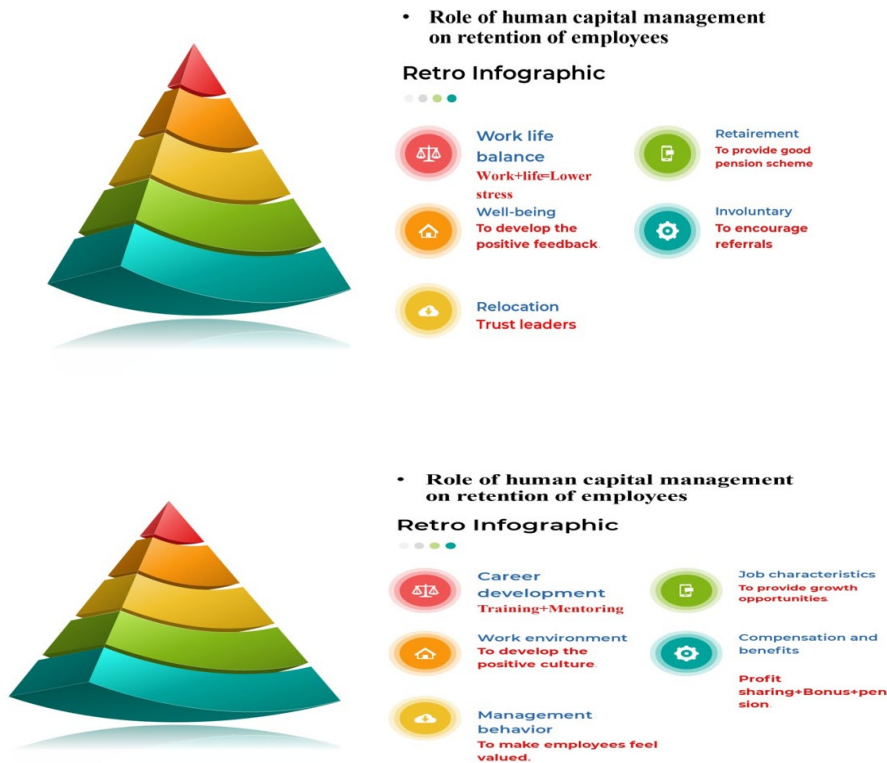 • Role of human capital management
on retention of employees
Retro Infographic
Work life
balance
Work+life=Lower
stress
Well-being
To develop the
positive feedback.
Relocation
Trust leaders
Retairement
To provide good
pension scheme
Involuntary
To encourage
referrals
• Role of human capital management
on retention of employees
Retro Infographic
Career
development
Training+Mentoring
Work environment
To develop the
positive culture.
Management
behavior
To make employees feel
valued.
Job characteristics
To provide growth
opportunities.
Compensation and
benefits
Profit
sharing+Bonus+pen
sion.